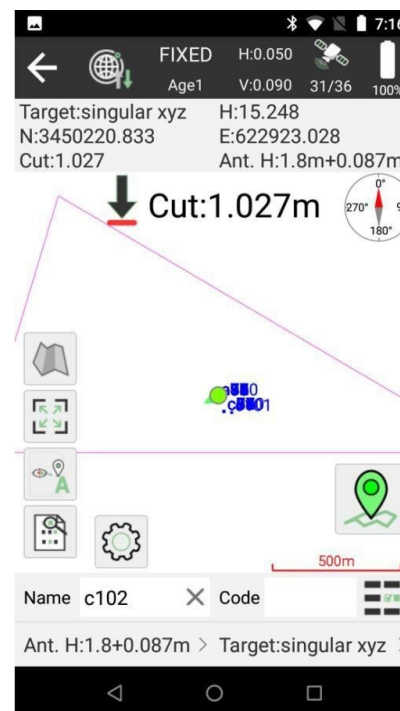 7:16
FIXED H:0.050
Age1 V:0.090 31/36 100%
Target:singular xyz H:15.248
N:3450220.833 E:622923.028
Cut:1.027 Ant. H:1.8m+0.087m
Cut:1.027m
0°
270°
180°
A
500m
Name c102 Code
Ant. H:1.8+0.087m > Target:singular xyz